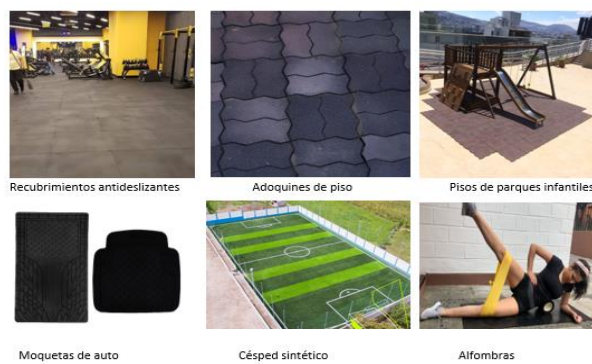 Recubrimientos antideslizantes
Adoquines de piso
Pisos de parques infantiles
Moquetas de auto
Césped sintético
Alfombras